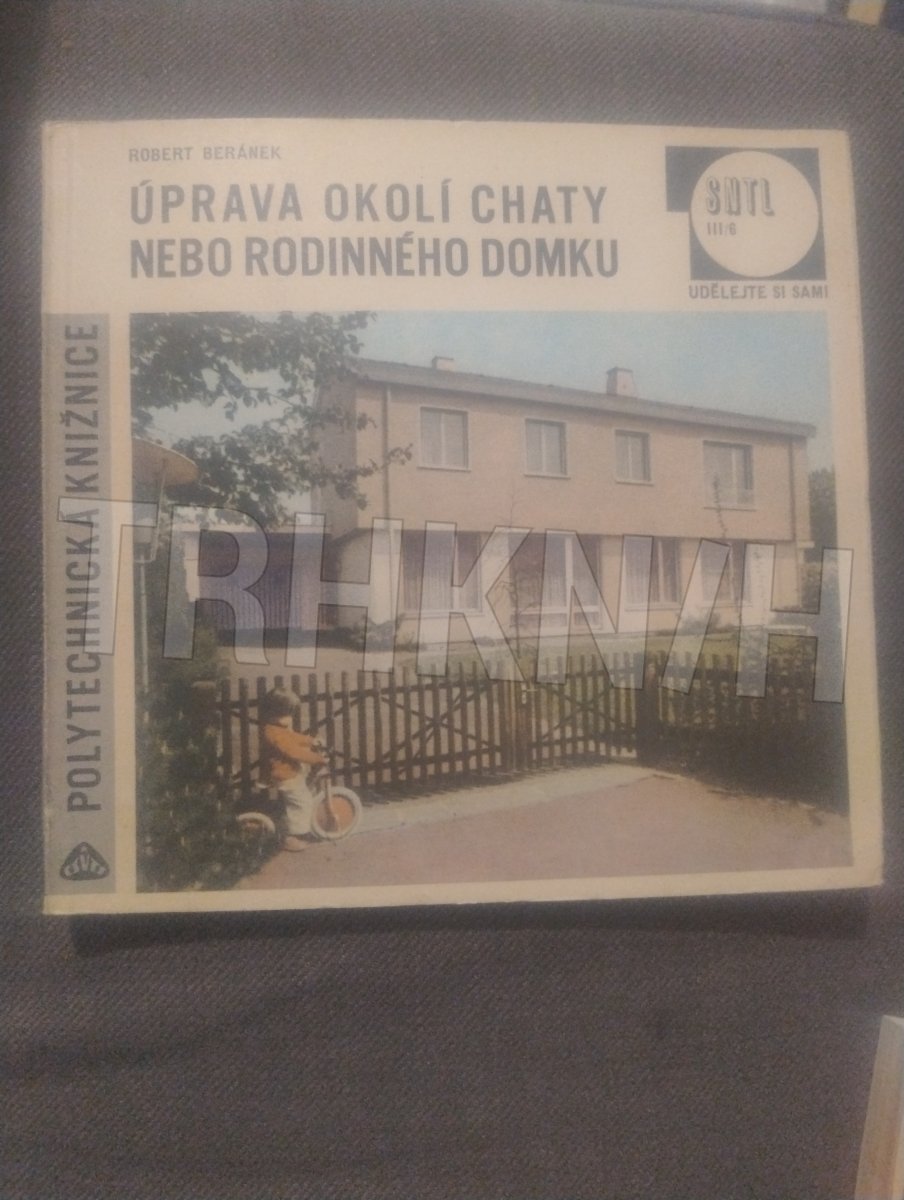 ROBERT BERÁNEK
ÚPRAVA OKOLÍ CHATY
NEBO RODINNÉHO DOMKU
SNTL
III/6
UDĚLEJTE SI SAMI
POLYTECHNICKÁ KNIŽNICE
TRHKNIH